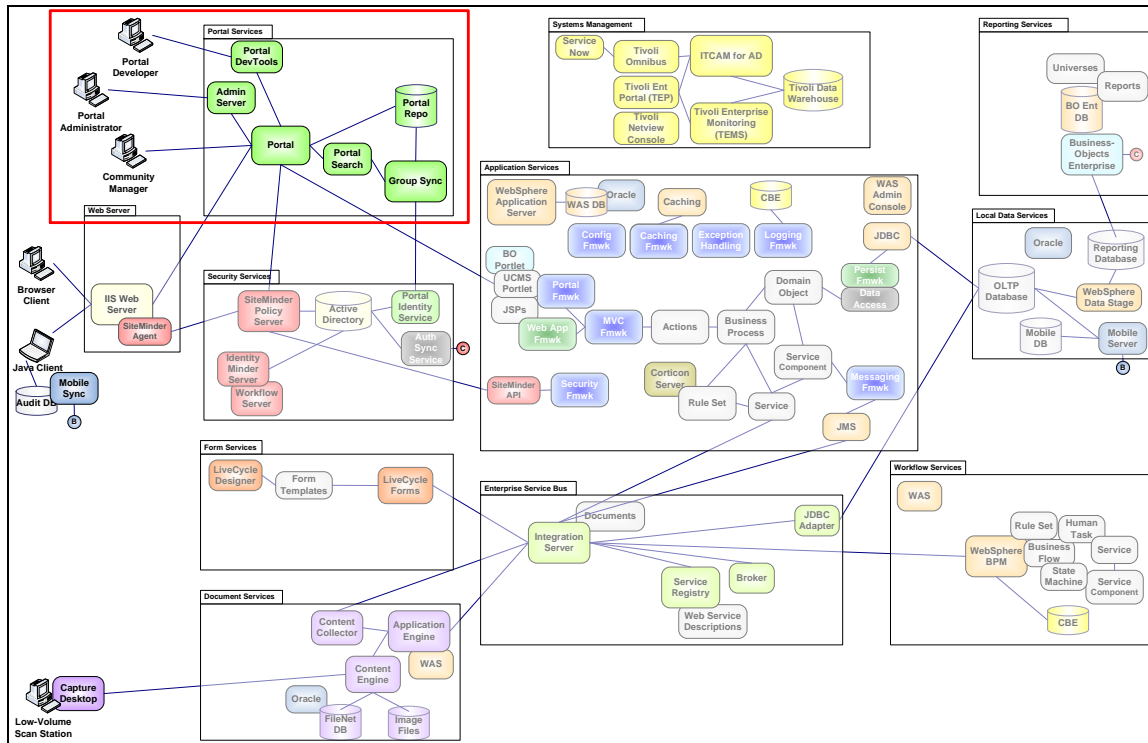 Portal
Developer
Portal
Administrator
Community
Manager
Portal Services
Portal
DevTools
Admin
Server
Portal
Portal
Repo
Portal
Search
Group Sync
Systems Management
Service
Now
Tivoli
Omnibus
ITCAM for AD
Tivoli Ent
Portal (TEP)
Tivoli Data
Warehouse
Tivoli
Netview
Console
Tivoli Enterprise
Monitoring
(TEMS)
Reporting Services
Universes
Reports
BO Ent
DB
Business-
Objects
Enterprise
C
Web Server
Browser
Client
IIS Web
Server
SiteMinder
Agent
Java Client
Audit DB
Mobile
Sync
B
Security Services
SiteMinder
Policy
Server
Active
Directory
Portal
Identity
Service
Auth
Sync
Service
C
Identity
Minder
Server
Workflow
Server
Application Services
WebSphere
Application
Server
WAS DB
Oracle
Caching
CBE
WAS
Admin
Console
Config
Fmwk
Caching
Fmwk
Exception
Handling
Logging
Fmwk
JDBC
BO
Portlet
UCMS
Portlet
JSPs
Portal
Fmwk
Web App
Fmwk
MVC
Fmwk
Actions
Business
Process
Domain
Object
Persist
Fmwk
Data
Access
Service
Component
SiteMinder
API
Security
Fmwk
Corticon
Server
Rule Set
Service
Messaging
Fmwk
JMS
Local Data Services
Oracle
Reporting
Database
OLTP
Database
WebSphere
Data Stage
Mobile
DB
Mobile
Server
B
Form Services
LiveCycle
Designer
Form
Templates
LiveCycle
Forms
Enterprise Service Bus
Documents
Integration
Server
JDBC
Adapter
Service
Registry
Broker
Web Service
Descriptions
Workflow Services
WAS
WebSphere
BPM
Rule Set
Human
Task
Business
Flow
Service
State
Machine
Service
Component
CBE
Document Services
Content
Collector
Application
Engine
WAS
Content
Engine
Oracle
FileNet
DB
Image
Files
Capture
Desktop
Low-Volume
Scan Station